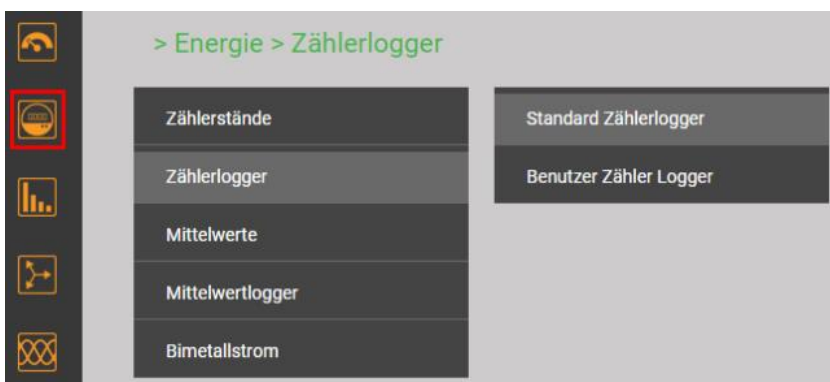 > Energie > Zählerlogger
Zählerstände
Zählerlogger
Mittelwerte
Mittelwertlogger
Bimetallstrom
Standard Zählerlogger
Benutzer Zähler Logger